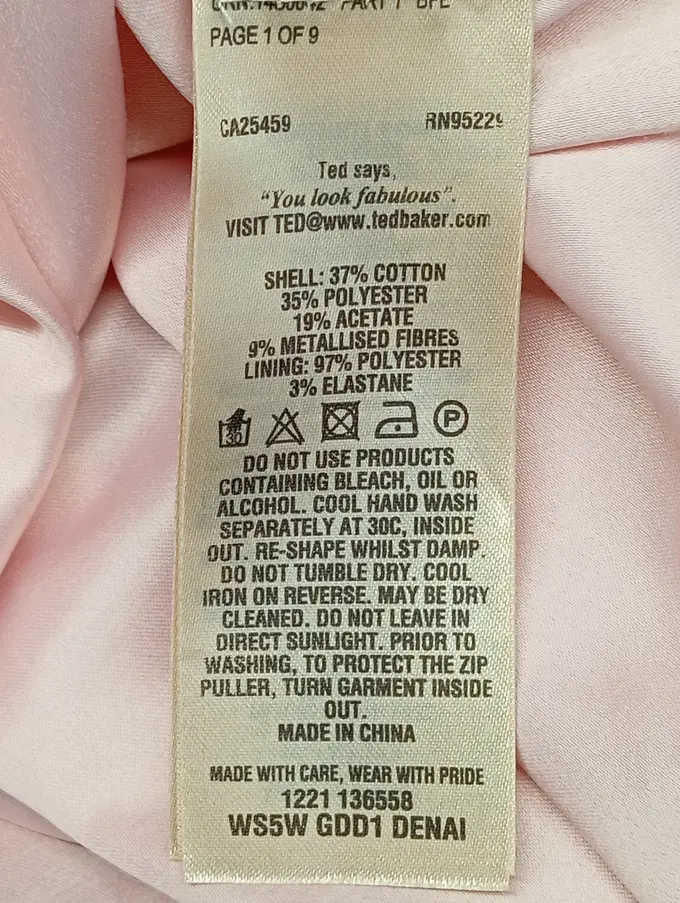 PART 1 BFL
PAGE 1 OF 9
CA25459 RN95229
Ted says,
"You look fabulous".
VISIT TED@www.tedbaker.com
SHELL: 37% COTTON
35% POLYESTER
19% ACETATE
9% METALLISED FIBRES
LINING: 97% POLYESTER
3% ELASTANE
30 P
DO NOT USE PRODUCTS
CONTAINING BLEACH, OIL OR
ALCOHOL. COOL HAND WASH
SEPARATELY AT 30C, INSIDE
OUT. RE-SHAPE WHILST DAMP.
DO NOT TUMBLE DRY. COOL
IRON ON REVERSE. MAY BE DRY
CLEANED. DO NOT LEAVE IN
DIRECT SUNLIGHT. PRIOR TO
WASHING, TO PROTECT THE ZIP
PULLER, TURN GARMENT INSIDE
OUT.
MADE IN CHINA
MADE WITH CARE, WEAR WITH PRIDE
1221 136558
WS5W GDD1 DENAI